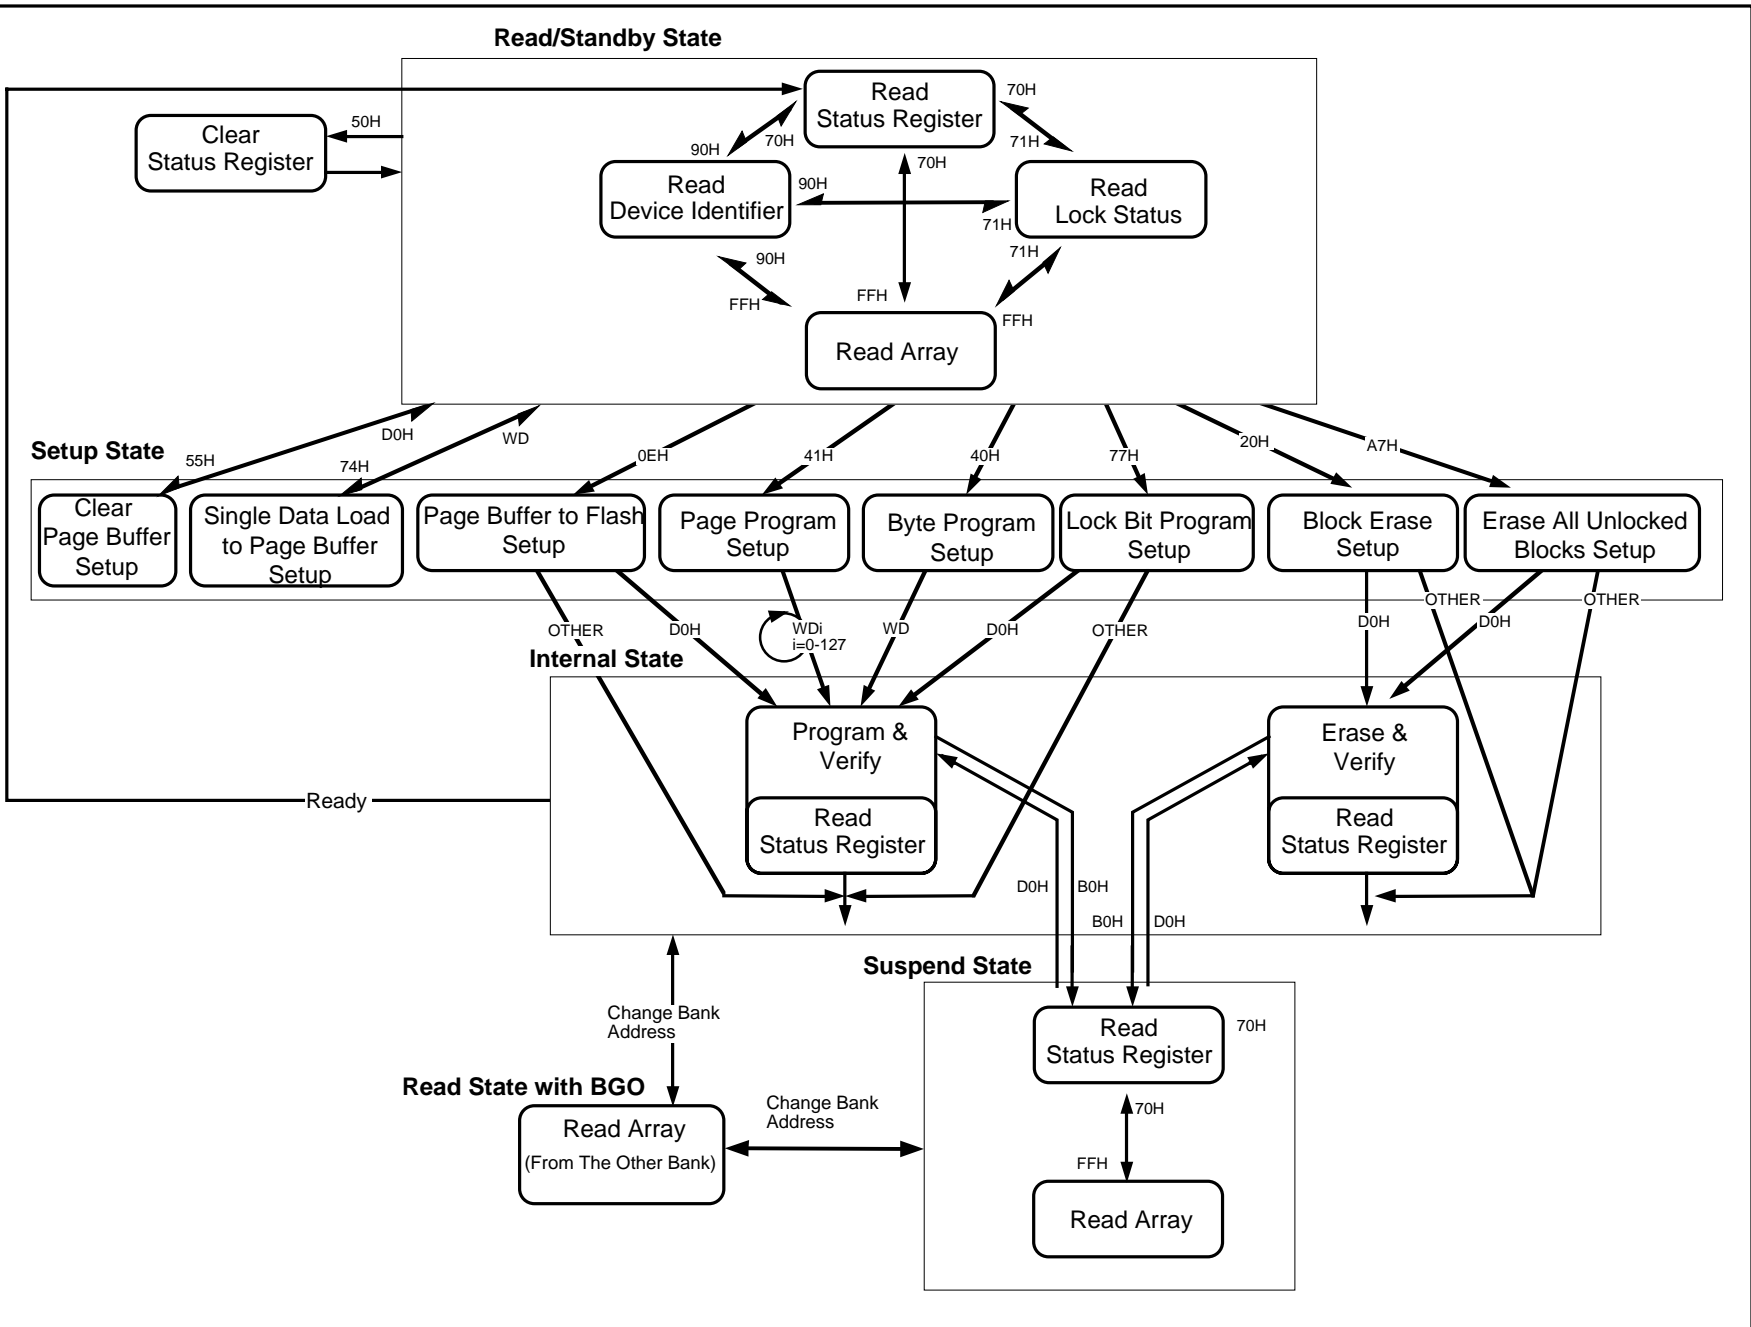 Read/Standby State
Read
Status Register
70H
50H
Clear
Status Register
90H
70H
71H
70H
Read
Device Identifier
90H
71H
Read
Lock Status
90H
71H
FFH
FFH
FFH
Read Array
D0H
WD
Setup State
55H
74H
0EH
41H
40H
77H
20H
A7H
Clear
Page Buffer
Setup
Single Data Load
to Page Buffer
Setup
Page Buffer to Flash
Setup
Page Program
Setup
Byte Program
Setup
Lock Bit Program
Setup
Block Erase
Setup
Erase All Unlocked
Blocks Setup
OTHER
D0H
WDi
i=0-127
WD
D0H
OTHER
D0H
OTHER
D0H
OTHER
Internal State
Program &
Verify
Read
Status Register
Erase &
Verify
Read
Status Register
Ready
D0H
B0H
B0H
D0H
Suspend State
Change Bank
Address
Read
Status Register
70H
Read State with BGO
Read Array
(From The Other Bank)
Change Bank
Address
70H
FFH
Read Array